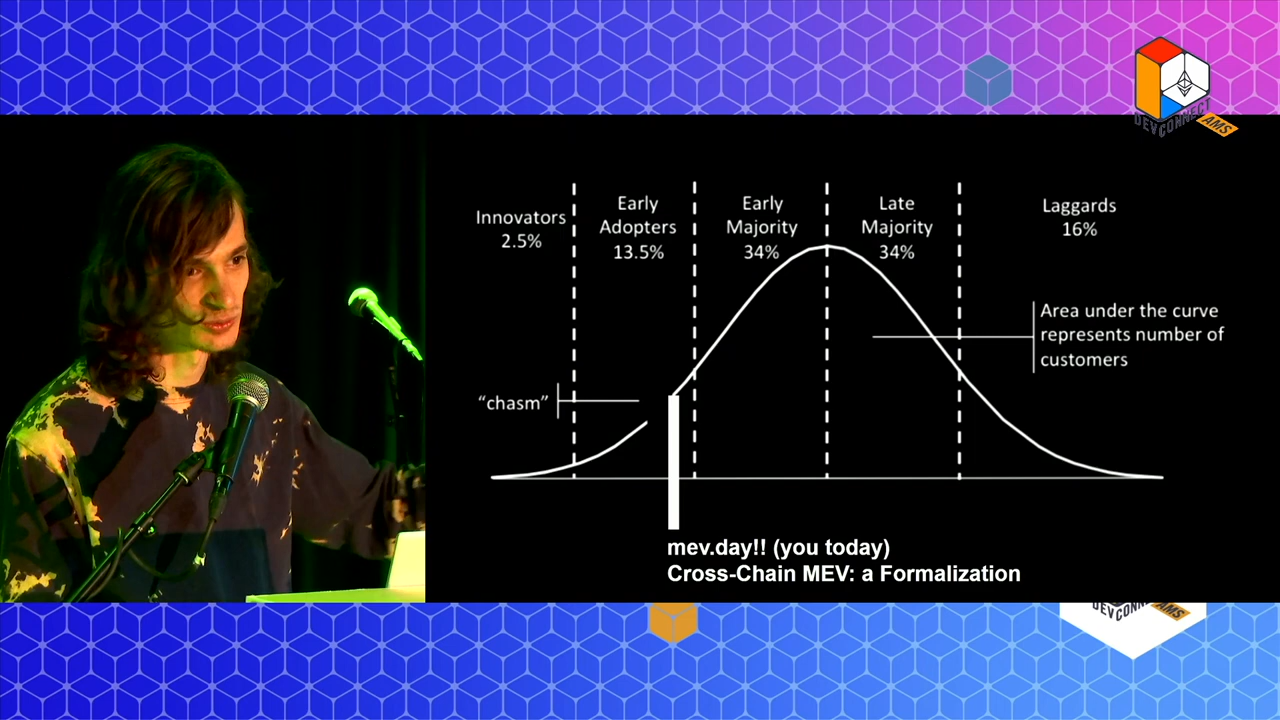 DEVCONNECT
AMS
Innovators
2.5%
Early
Adopters
13.5%
Early
Majority
34%
Late
Majority
34%
Laggards
16%
Area under the curve
represents number of
customers
“chasm”
mev.day!! (you today)
Cross-Chain MEV: a Formalization
AMS